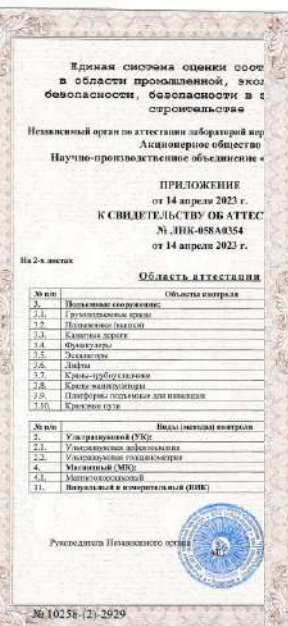 Единая система оценки соот
в области промышленной, экол
безопасности, безопасности в э
строительстве
Независимый орган по аттестации лабораторий нер
Акционерное общество
Научно-производственное объединение «
ПРИЛОЖЕНИЕ
от 14 апреля 2023 г.
К СВИДЕТЕЛЬСТВУ ОБ АТТЕС
№ ЛНК-058А0354
от 14 апреля 2023 г.
На 2-х листах
Область аттестации
№ п/п Объекты контроля
3. Подъемные сооружения:
3.1. Грузоподъемные краны
3.2. Подъемники (вышки)
3.3. Канатные дороги
3.4. Фуникулеры
3.5. Эскалаторы
3.6. Лифты
3.7. Краны-трубоукладчики
3.8. Краны-манипуляторы
3.9. Платформы подъемные для инвалидов
3.10. Крановые пути
№ п/п Виды (методы) контроля
2. Ультразвуковой (УК):
2.1. Ультразвуковая дефектоскопия
2.2. Ультразвуковая толщинометрия
4. Магнитный (МК):
4.1. Магнитопорошковый
11. Визуальный и измерительный (ВИК)
Руководитель Независимого органа
№ 10258-(2)-2929